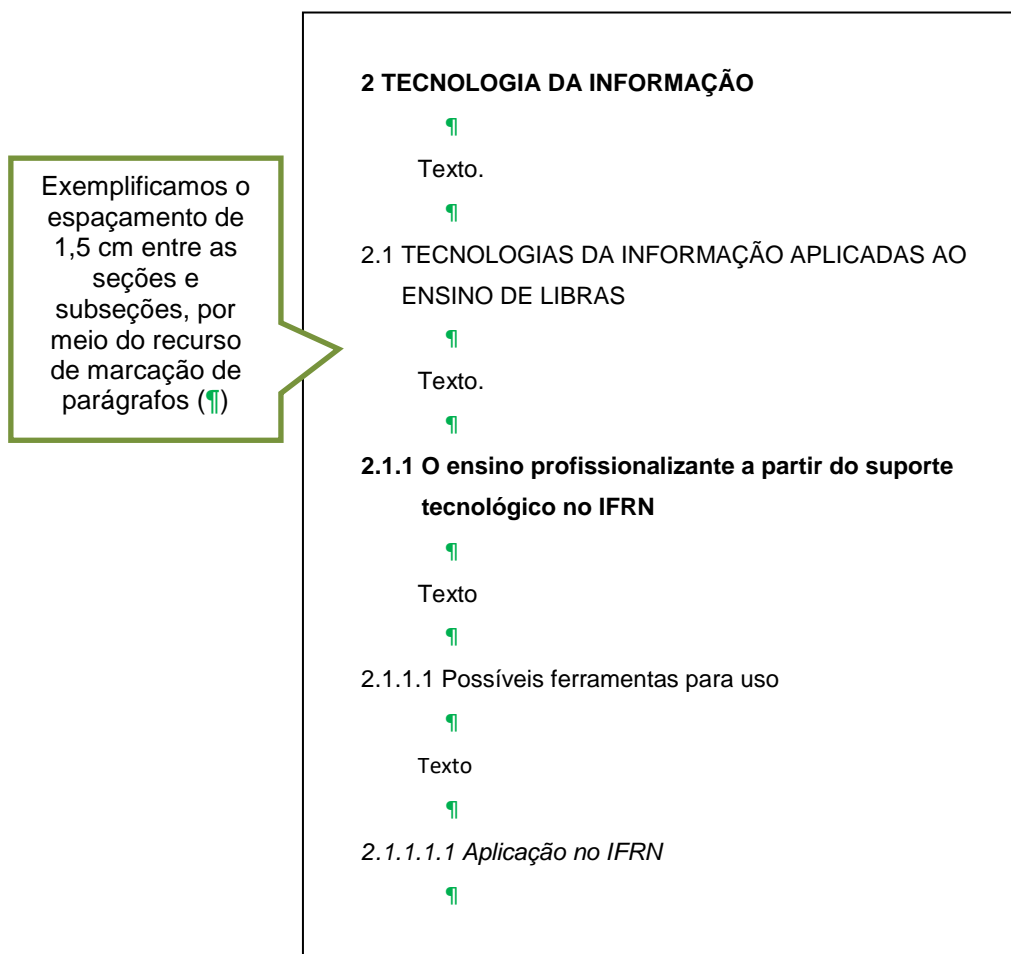 2 TECNOLOGIA DA INFORMAÇÃO
¶
Texto.
¶
2.1 TECNOLOGIAS DA INFORMAÇÃO APLICADAS AO
ENSINO DE LIBRAS
¶
Texto.
¶
2.1.1 O ensino profissionalizante a partir do suporte
tecnológico no IFRN
¶
Texto
¶
2.1.1.1 Possíveis ferramentas para uso
¶
Texto
¶
2.1.1.1.1 Aplicação no IFRN
¶
Exemplificamos o
espaçamento de
1,5 cm entre as
seções e
subseções, por
meio do recurso
de marcação de
parágrafos (¶)